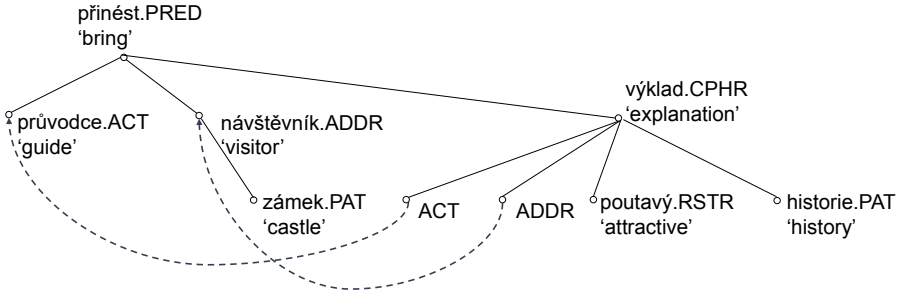 přinést.PRED
‘bring’
výklad.CPHR
‘explanation’
průvodce.ACT
‘guide’
návštěvník.ADDR
‘visitor’
zámek.PAT
‘castle’
ACT
ADDR
poutavý.RSTR
‘attractive’
historie.PAT
‘history’